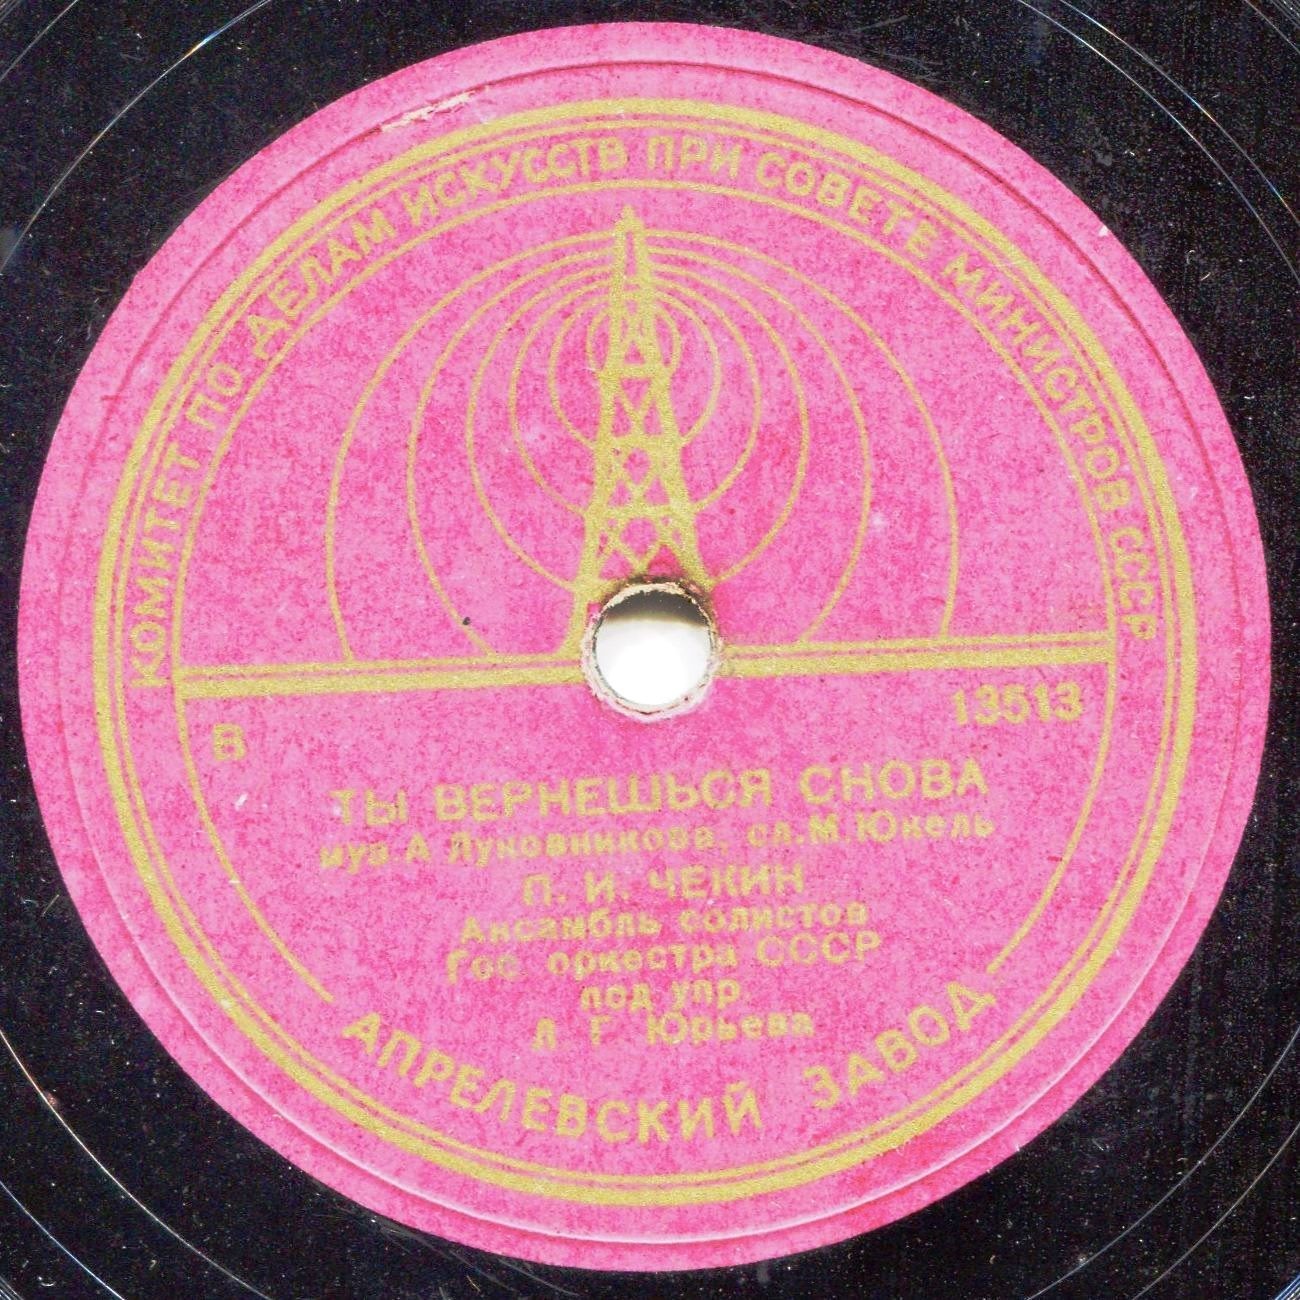 КОМИТЕТ ПО ДЕЛАМ ИСКУССТВ ПРИ СОВЕТЕ МИНИСТРОВ СССР
В 13513
ТЫ ВЕРНЕШЬСЯ СНОВА
муз. А Луковникова, сл. М. Юкель
П. И. ЧЕКИН
Ансамбль солистов
Гос. оркестра СССР
под упр.
Л. Г. Юрьева
АПРЕЛЕВСКИЙ ЗАВОД